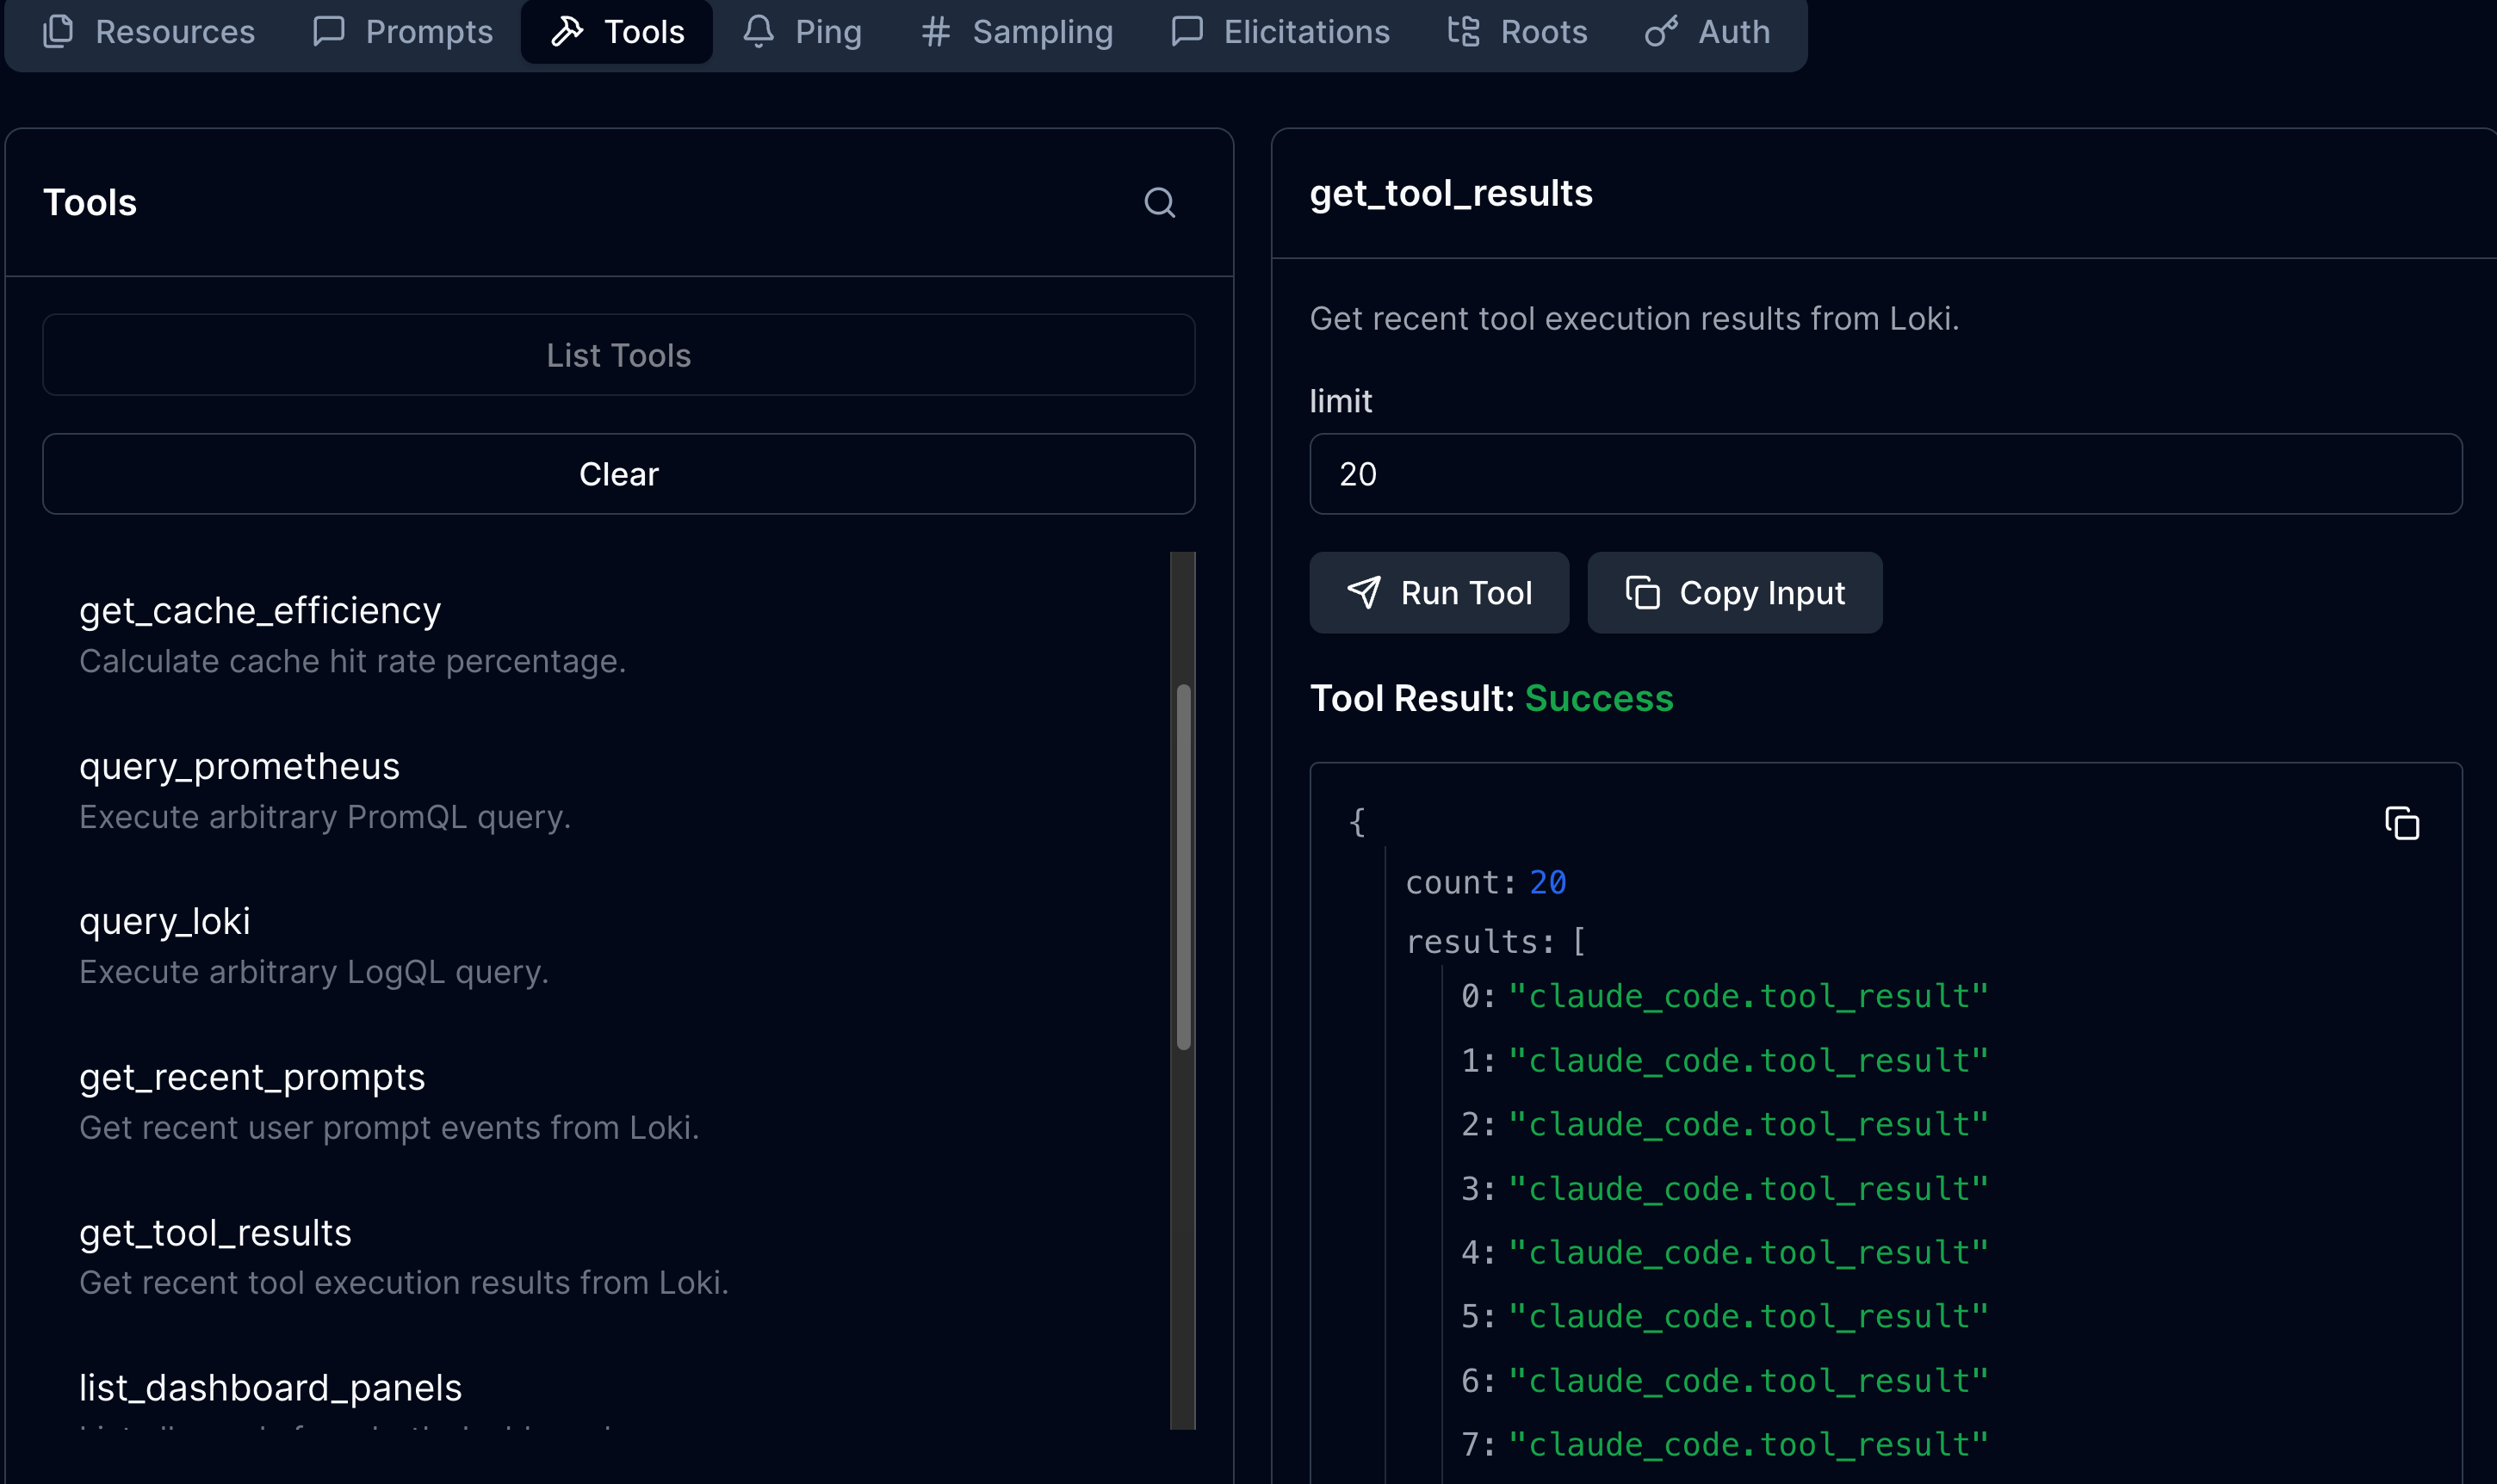 Resources Prompts Tools Ping Sampling Elicitations Roots Auth
Tools
List Tools
Clear
get_cache_efficiency
Calculate cache hit rate percentage.
query_prometheus
Execute arbitrary PromQL query.
query_loki
Execute arbitrary LogQL query.
get_recent_prompts
Get recent user prompt events from Loki.
get_tool_results
Get recent tool execution results from Loki.
list_dashboard_panels
get_tool_results
Get recent tool execution results from Loki.
limit
20
Run Tool Copy Input
Tool Result: Success
{
count: 20
results: [
0: "claude_code.tool_result"
1: "claude_code.tool_result"
2: "claude_code.tool_result"
3: "claude_code.tool_result"
4: "claude_code.tool_result"
5: "claude_code.tool_result"
6: "claude_code.tool_result"
7: "claude_code.tool_result"